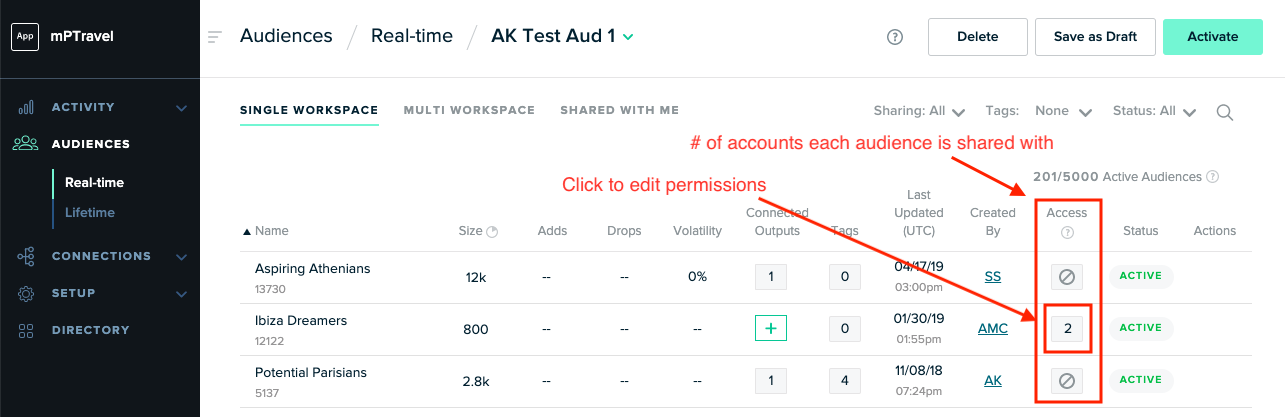 App mPTravel
Audiences / Real-time / AK Test Aud 1
? Delete Save as Draft Activate
ACTIVITY
AUDIENCES
Real-time
Lifetime
CONNECTIONS
SETUP
DIRECTORY
SINGLE WORKSPACE MULTI WORKSPACE SHARED WITH ME
Sharing: All Tags: None Status: All
# of accounts each audience is shared with
Click to edit permissions
201/5000 Active Audiences ?
Name Size Adds Drops Volatility Connected Outputs Tags Last Updated (UTC) Created By Access ? Status Actions
Aspiring Athenians 12k -- -- 0% 1 0 04/17/19 SS ACTIVE
13730 03:00pm
Ibiza Dreamers 800 -- -- -- + 0 01/30/19 AMC 2 ACTIVE
12122 01:55pm
Potential Parisians 2.8k -- -- -- 1 4 11/08/18 AK ACTIVE
5137 07:24pm